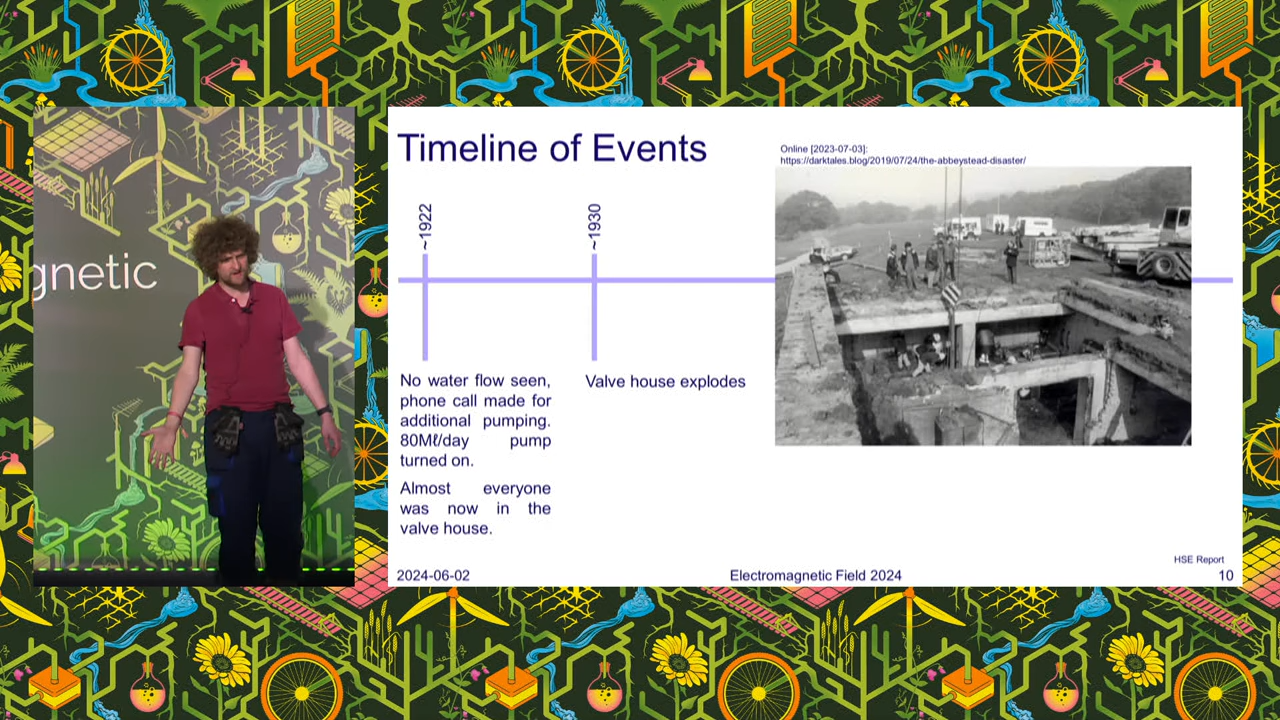 gnetic
Timeline of Events
Online [2023-07-03]:
https://darktales.blog/2019/07/24/the-abbeystead-disaster/
~1922
~1930
No water flow seen,
phone call made for
additional pumping.
80Mℓ/day pump
turned on.
Almost everyone
was now in the
valve house.
Valve house explodes
HSE Report
2024-06-02
Electromagnetic Field 2024
10